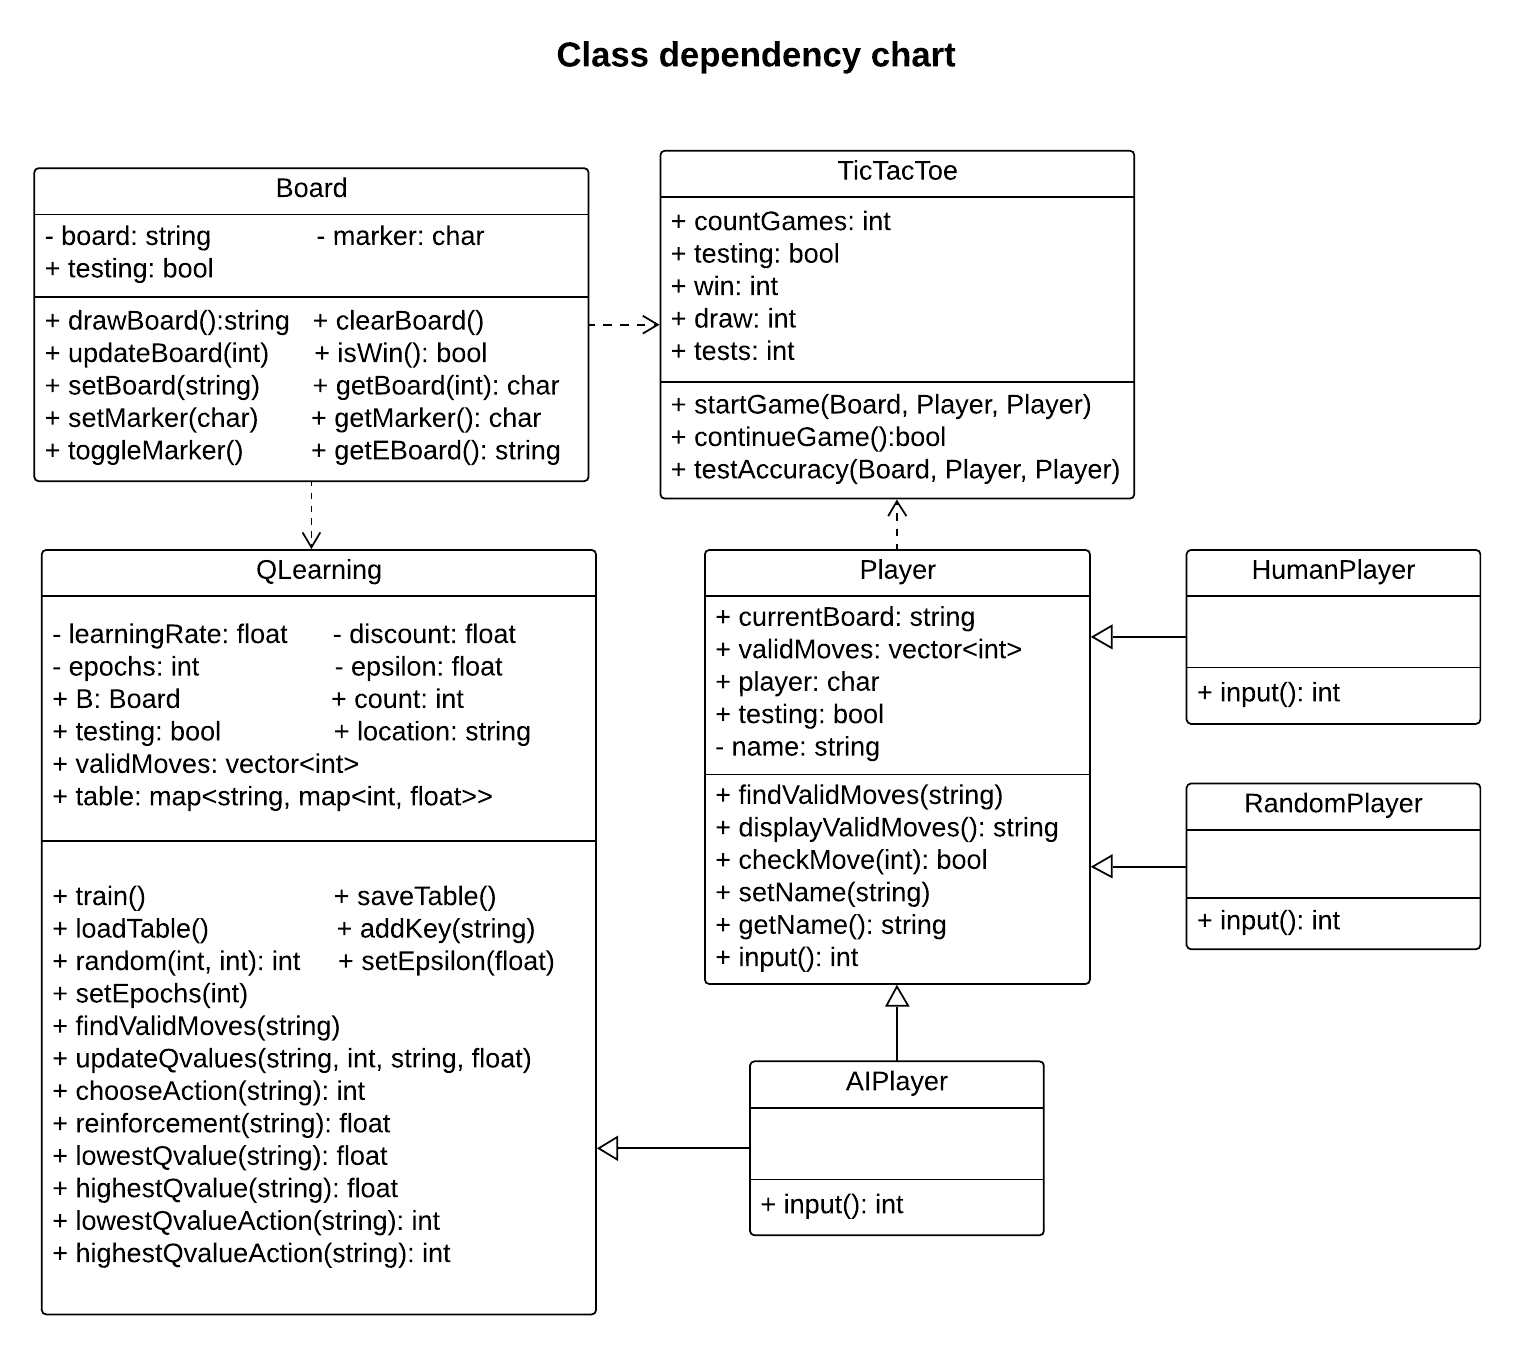 Class dependency chart
Board
- board: string - marker: char
+ testing: bool
+ drawBoard():string + clearBoard()
+ updateBoard(int) + isWin(): bool
+ setBoard(string) + getBoard(int): char
+ setMarker(char) + getMarker(): char
+ toggleMarker() + getEBoard(): string
TicTacToe
+ countGames: int
+ testing: bool
+ win: int
+ draw: int
+ tests: int
+ startGame(Board, Player, Player)
+ continueGame():bool
+ testAccuracy(Board, Player, Player)
QLearning
- learningRate: float - discount: float
- epochs: int - epsilon: float
+ B: Board + count: int
+ testing: bool + location: string
+ validMoves: vector<int>
+ table: map<string, map<int, float>>
+ train() + saveTable()
+ loadTable() + addKey(string)
+ random(int, int): int + setEpsilon(float)
+ setEpochs(int)
+ findValidMoves(string)
+ updateQvalues(string, int, string, float)
+ chooseAction(string): int
+ reinforcement(string): float
+ lowestQvalue(string): float
+ highestQvalue(string): float
+ lowestQvalueAction(string): int
+ highestQvalueAction(string): int
Player
+ currentBoard: string
+ validMoves: vector<int>
+ player: char
+ testing: bool
- name: string
+ findValidMoves(string)
+ displayValidMoves(): string
+ checkMove(int): bool
+ setName(string)
+ getName(): string
+ input(): int
HumanPlayer
+ input(): int
RandomPlayer
+ input(): int
AIPlayer
+ input(): int